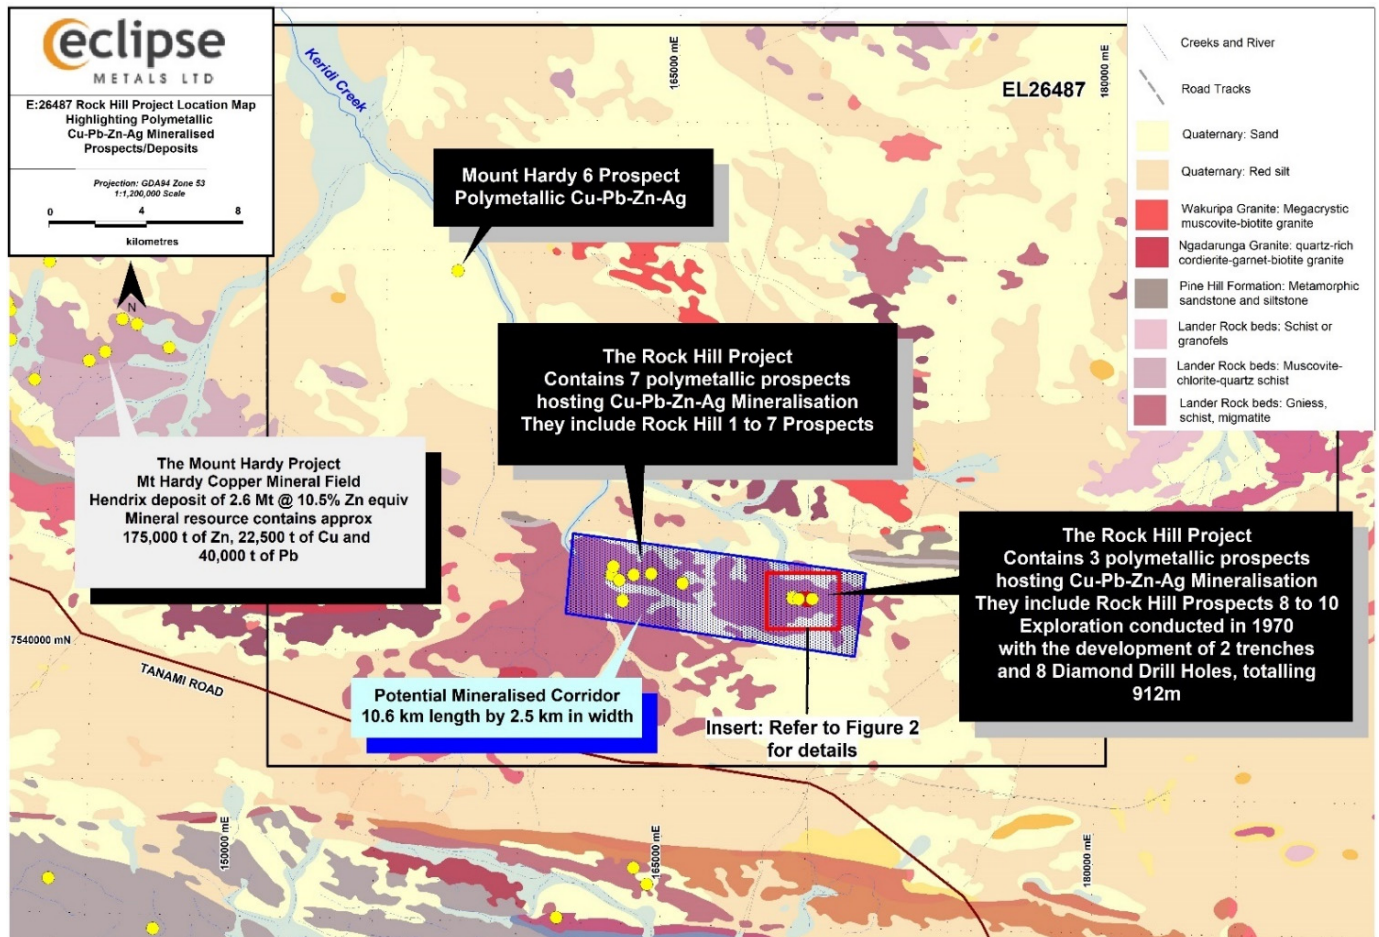 eclipse
METALS LTD
E:26487 Rock Hill Project Location Map
Highlighting Polymetallic
Cu-Pb-Zn-Ag Mineralised
Prospects/Deposits
Projection: GDA94 Zone 53
1:1,200,000 Scale
0 4 8
kilometres
N
Keridi Creek
165000 mE
EL26487
180000 mE
Creeks and River
Road Tracks
Quaternary: Sand
Quaternary: Red silt
Wakuripa Granite: Megacrystic
muscovite-biotite granite
Ngadarunga Granite: quartz-rich
cordierite-garnet-biotite granite
Pine Hill Formation: Metamorphic
sandstone and siltstone
Lander Rock beds: Schist or
granofels
Lander Rock beds: Muscovite-
chlorite-quartz schist
Lander Rock beds: Gniess,
schist, migmatite
Mount Hardy 6 Prospect
Polymetallic Cu-Pb-Zn-Ag
The Rock Hill Project
Contains 7 polymetallic prospects
hosting Cu-Pb-Zn-Ag Mineralisation
They include Rock Hill 1 to 7 Prospects
The Mount Hardy Project
Mt Hardy Copper Mineral Field
Hendrix deposit of 2.6 Mt @ 10.5% Zn equiv
Mineral resource contains approx
175,000 t of Zn, 22,500 t of Cu and
40,000 t of Pb
The Rock Hill Project
Contains 3 polymetallic prospects
hosting Cu-Pb-Zn-Ag Mineralisation
They include Rock Hill Prospects 8 to 10
Exploration conducted in 1970
with the development of 2 trenches
and 8 Diamond Drill Holes, totalling
912m
7540000 mN
TANAMI ROAD
Potential Mineralised Corridor
10.6 km length by 2.5 km in width
Insert: Refer to Figure 2
for details
150000 mE
165000 mE
180000 mE